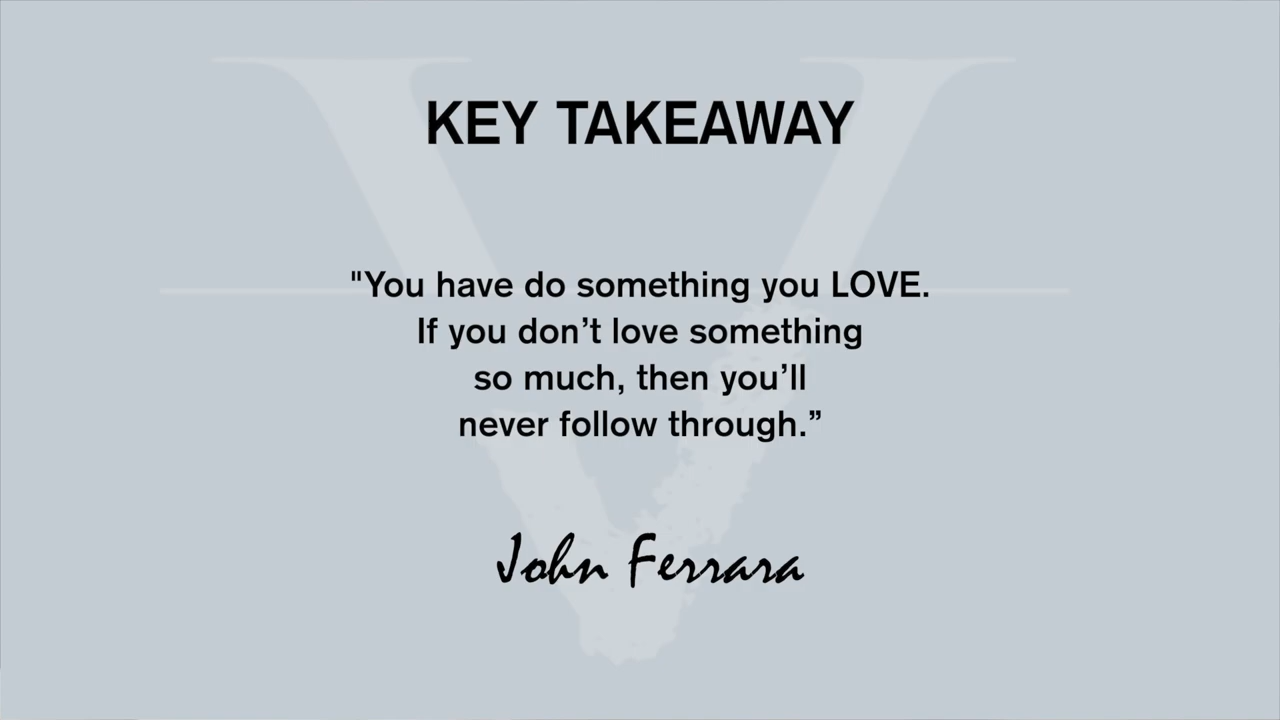 KEY TAKEAWAY
"You have do something you LOVE.
If you don’t love something
so much, then you’ll
never follow through.”
John Ferrara